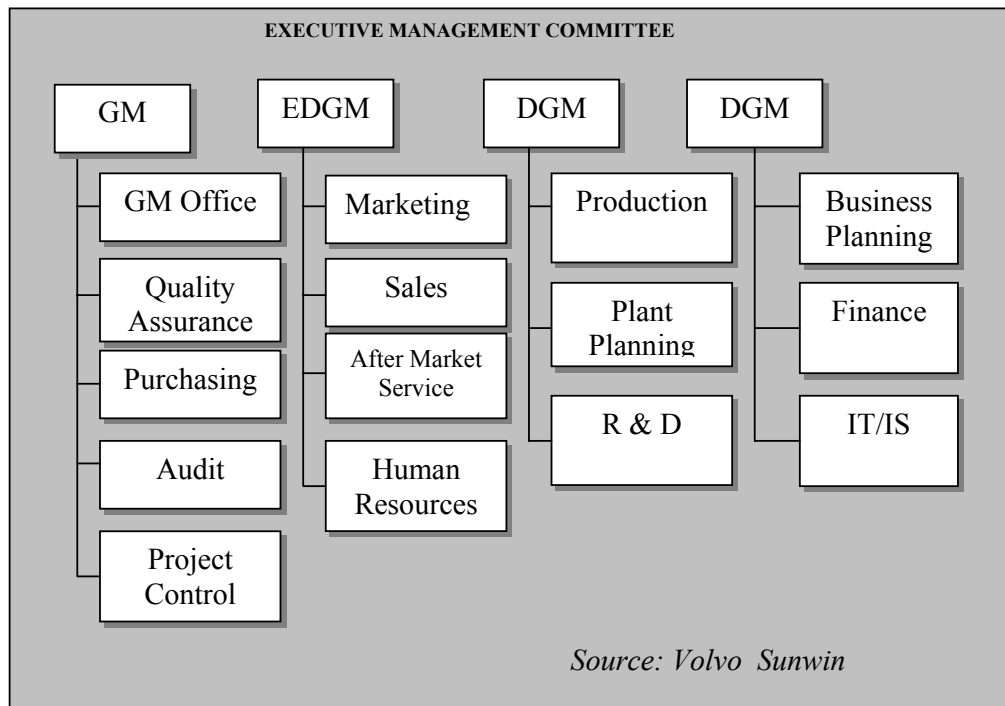 EXECUTIVE MANAGEMENT COMMITTEE
GM
GM Office
Quality
Assurance
Purchasing
Audit
Project
Control
EDGM
Marketing
Sales
After Market
Service
Human
Resources
DGM
Production
Plant
Planning
R & D
DGM
Business
Planning
Finance
IT/IS
Source: Volvo Sunwin